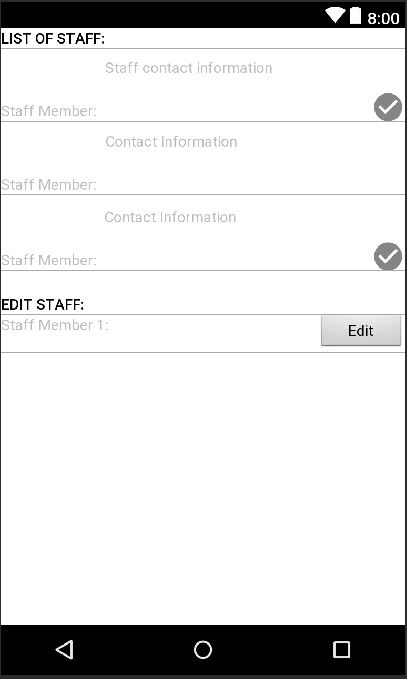 8:00
LIST OF STAFF:
Staff contact information
Staff Member:
Contact Information
Staff Member:
Contact Information
Staff Member:
EDIT STAFF:
Staff Member 1:
Edit